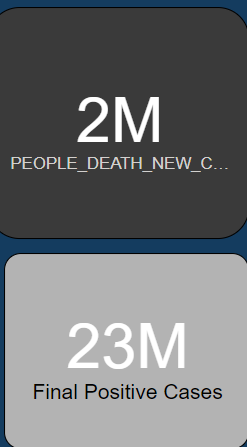 2M
PEOPLE_DEATH_NEW_C...
23M
Final Positive Cases